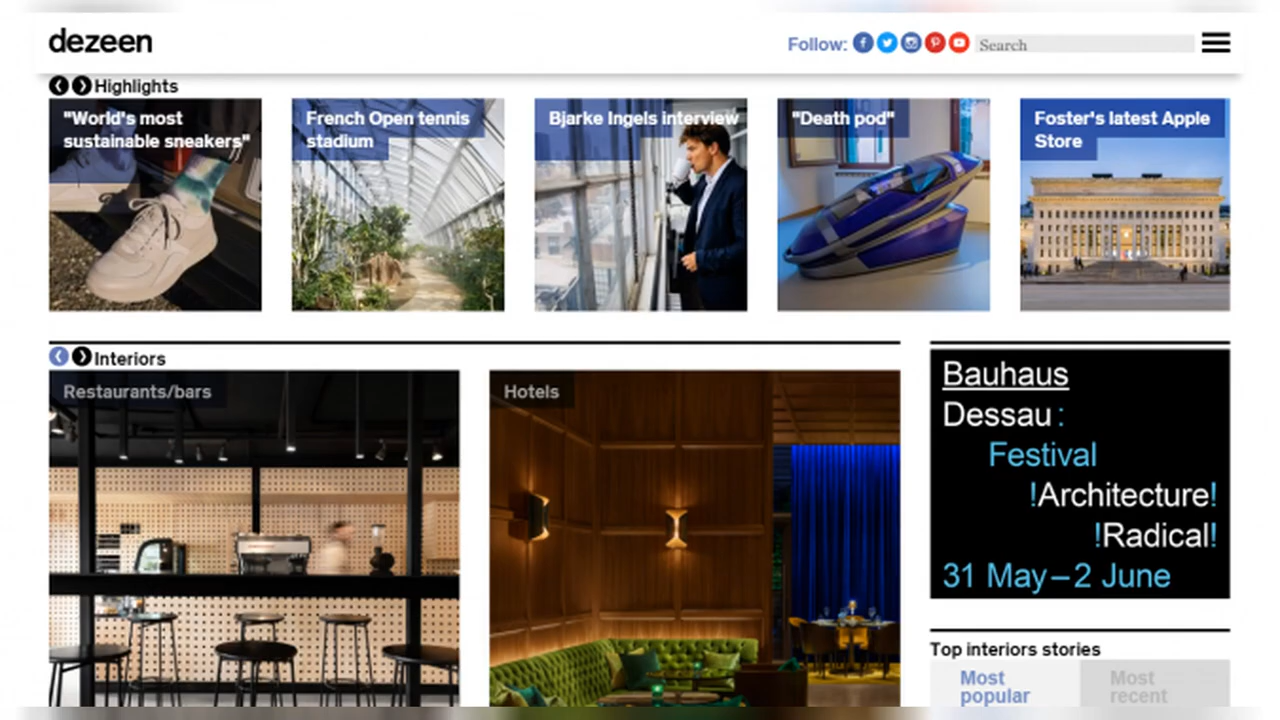 dezeen
Follow:
Search
Highlights
"World's most
sustainable sneakers"
French Open tennis
stadium
Bjarke Ingels interview
"Death pod"
Foster's latest Apple
Store
Interiors
Restaurants/bars
Hotels
Bauhaus
Dessau:
Festival
!Architecture!
!Radical!
31 May–2 June
Top interiors stories
Most
popular
Most
recent